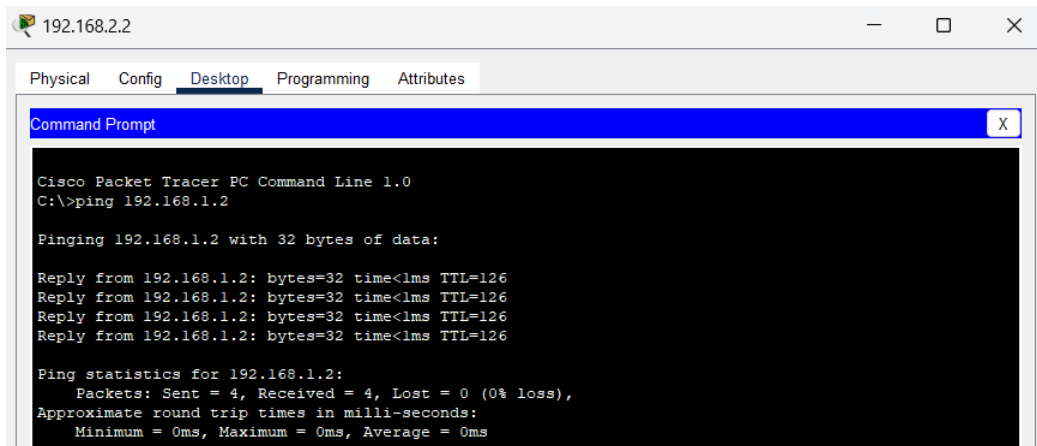 192.168.2.2
Physical Config Desktop Programming Attributes
Command Prompt X
Cisco Packet Tracer PC Command Line 1.0
C:\>ping 192.168.1.2
Pinging 192.168.1.2 with 32 bytes of data:
Reply from 192.168.1.2: bytes=32 time<1ms TTL=126
Reply from 192.168.1.2: bytes=32 time<1ms TTL=126
Reply from 192.168.1.2: bytes=32 time<1ms TTL=126
Reply from 192.168.1.2: bytes=32 time<1ms TTL=126
Ping statistics for 192.168.1.2:
Packets: Sent = 4, Received = 4, Lost = 0 (0% loss),
Approximate round trip times in milli-seconds:
Minimum = 0ms, Maximum = 0ms, Average = 0ms